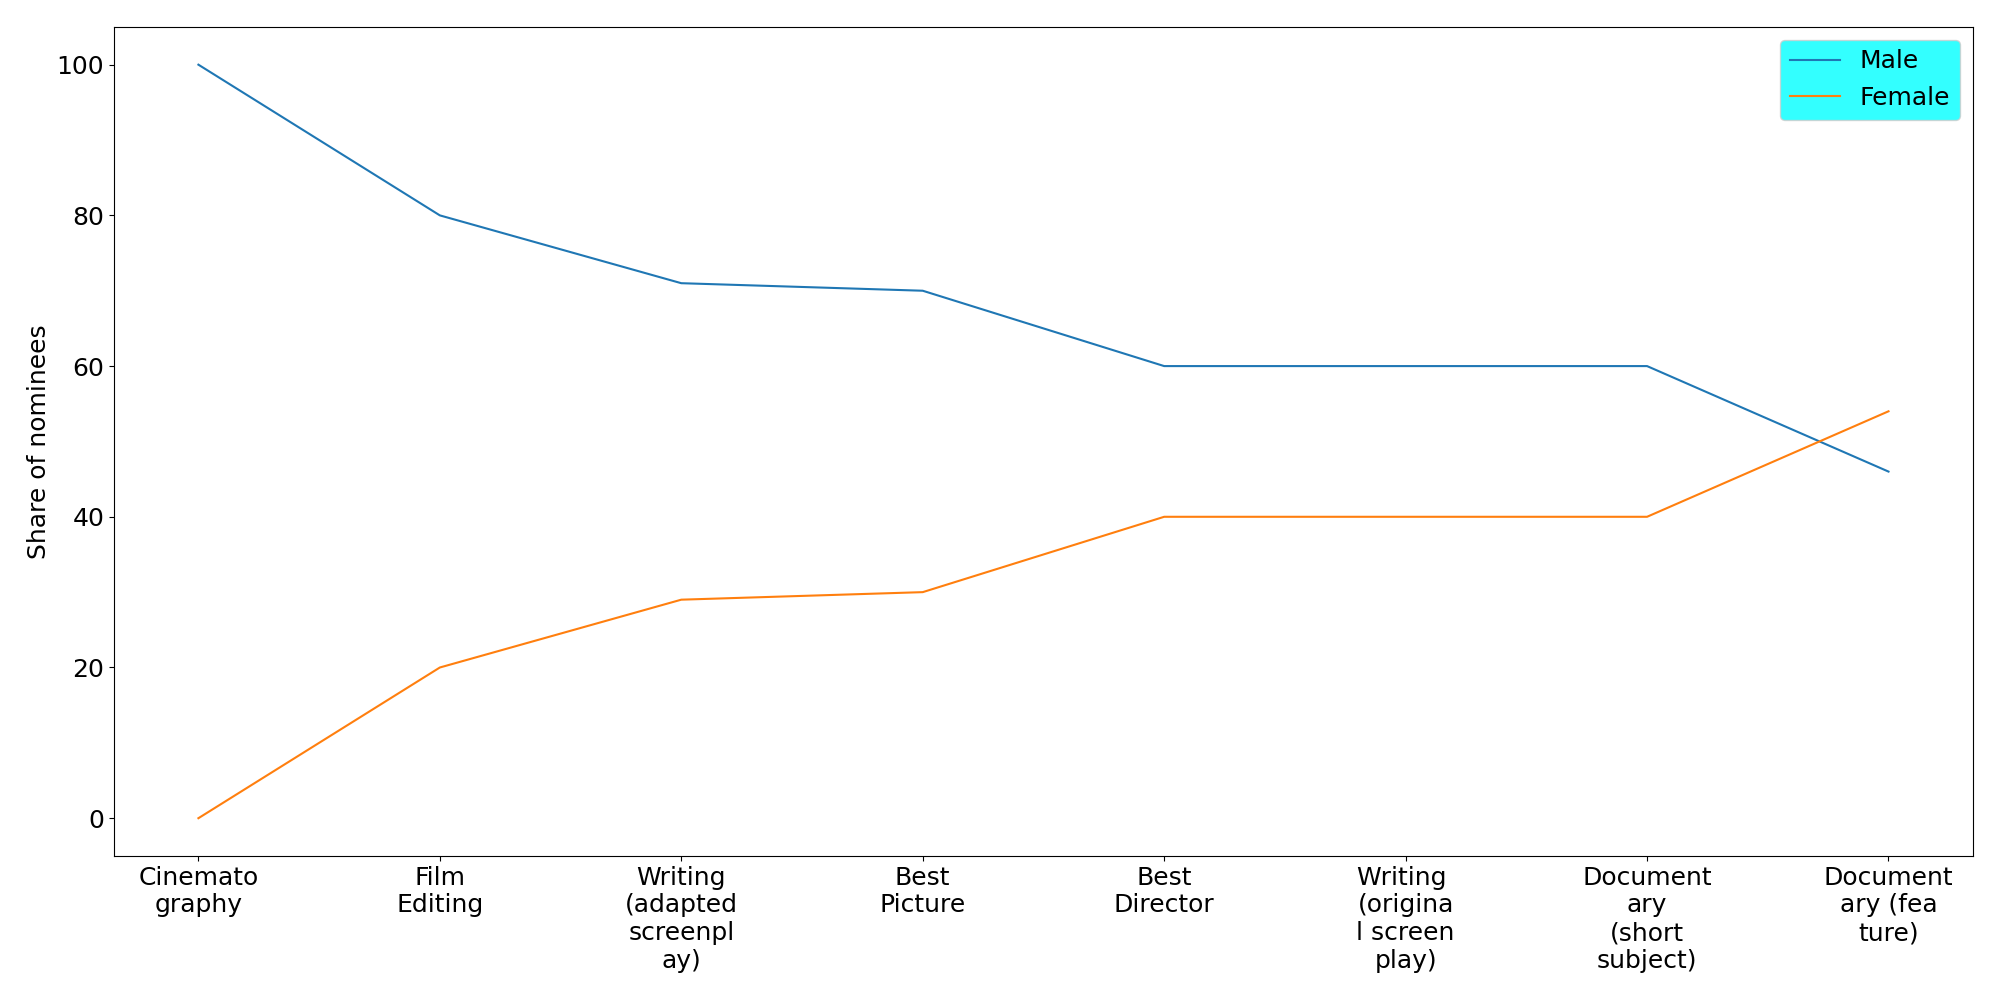 Male
Female
Share of nominees
100
80
60
40
20
0
Cinemato
graphy
Film
Editing
Writing
(adapted
screenpl
ay)
Best
Picture
Best
Director
Writing
(origina
l screen
play)
Document
ary
(short
subject)
Document
ary (fea
ture)